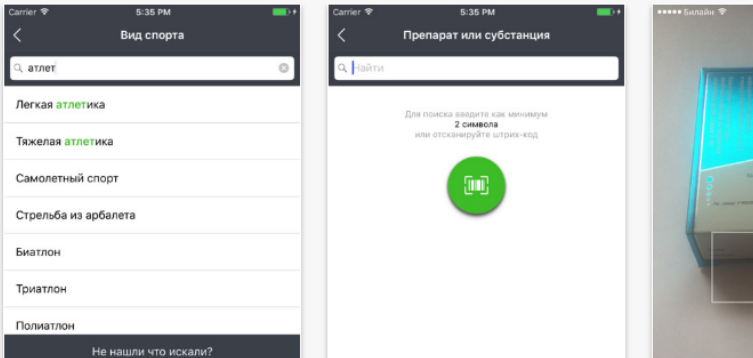 Carrier 5:35 PM
Вид спорта
атлет
Легкая атлетика
Тяжелая атлетика
Самолетный спорт
Стрельба из арбалета
Биатлон
Триатлон
Полиатлон
Не нашли что искали?
Carrier 5:35 PM
Препарат или субстанция
Найти
Для поиска введите как минимум
2 символа
или отсканируйте штрих-код
Билайн